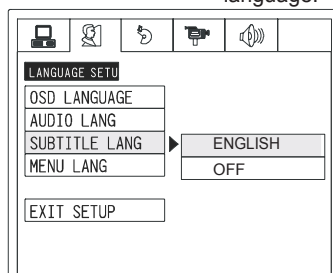 language.
LANGUAGE SETU
OSD LANGUAGE
AUDIO LANG
SUBTITLE LANG
ENGLISH
MENU LANG
OFF
EXIT SETUP